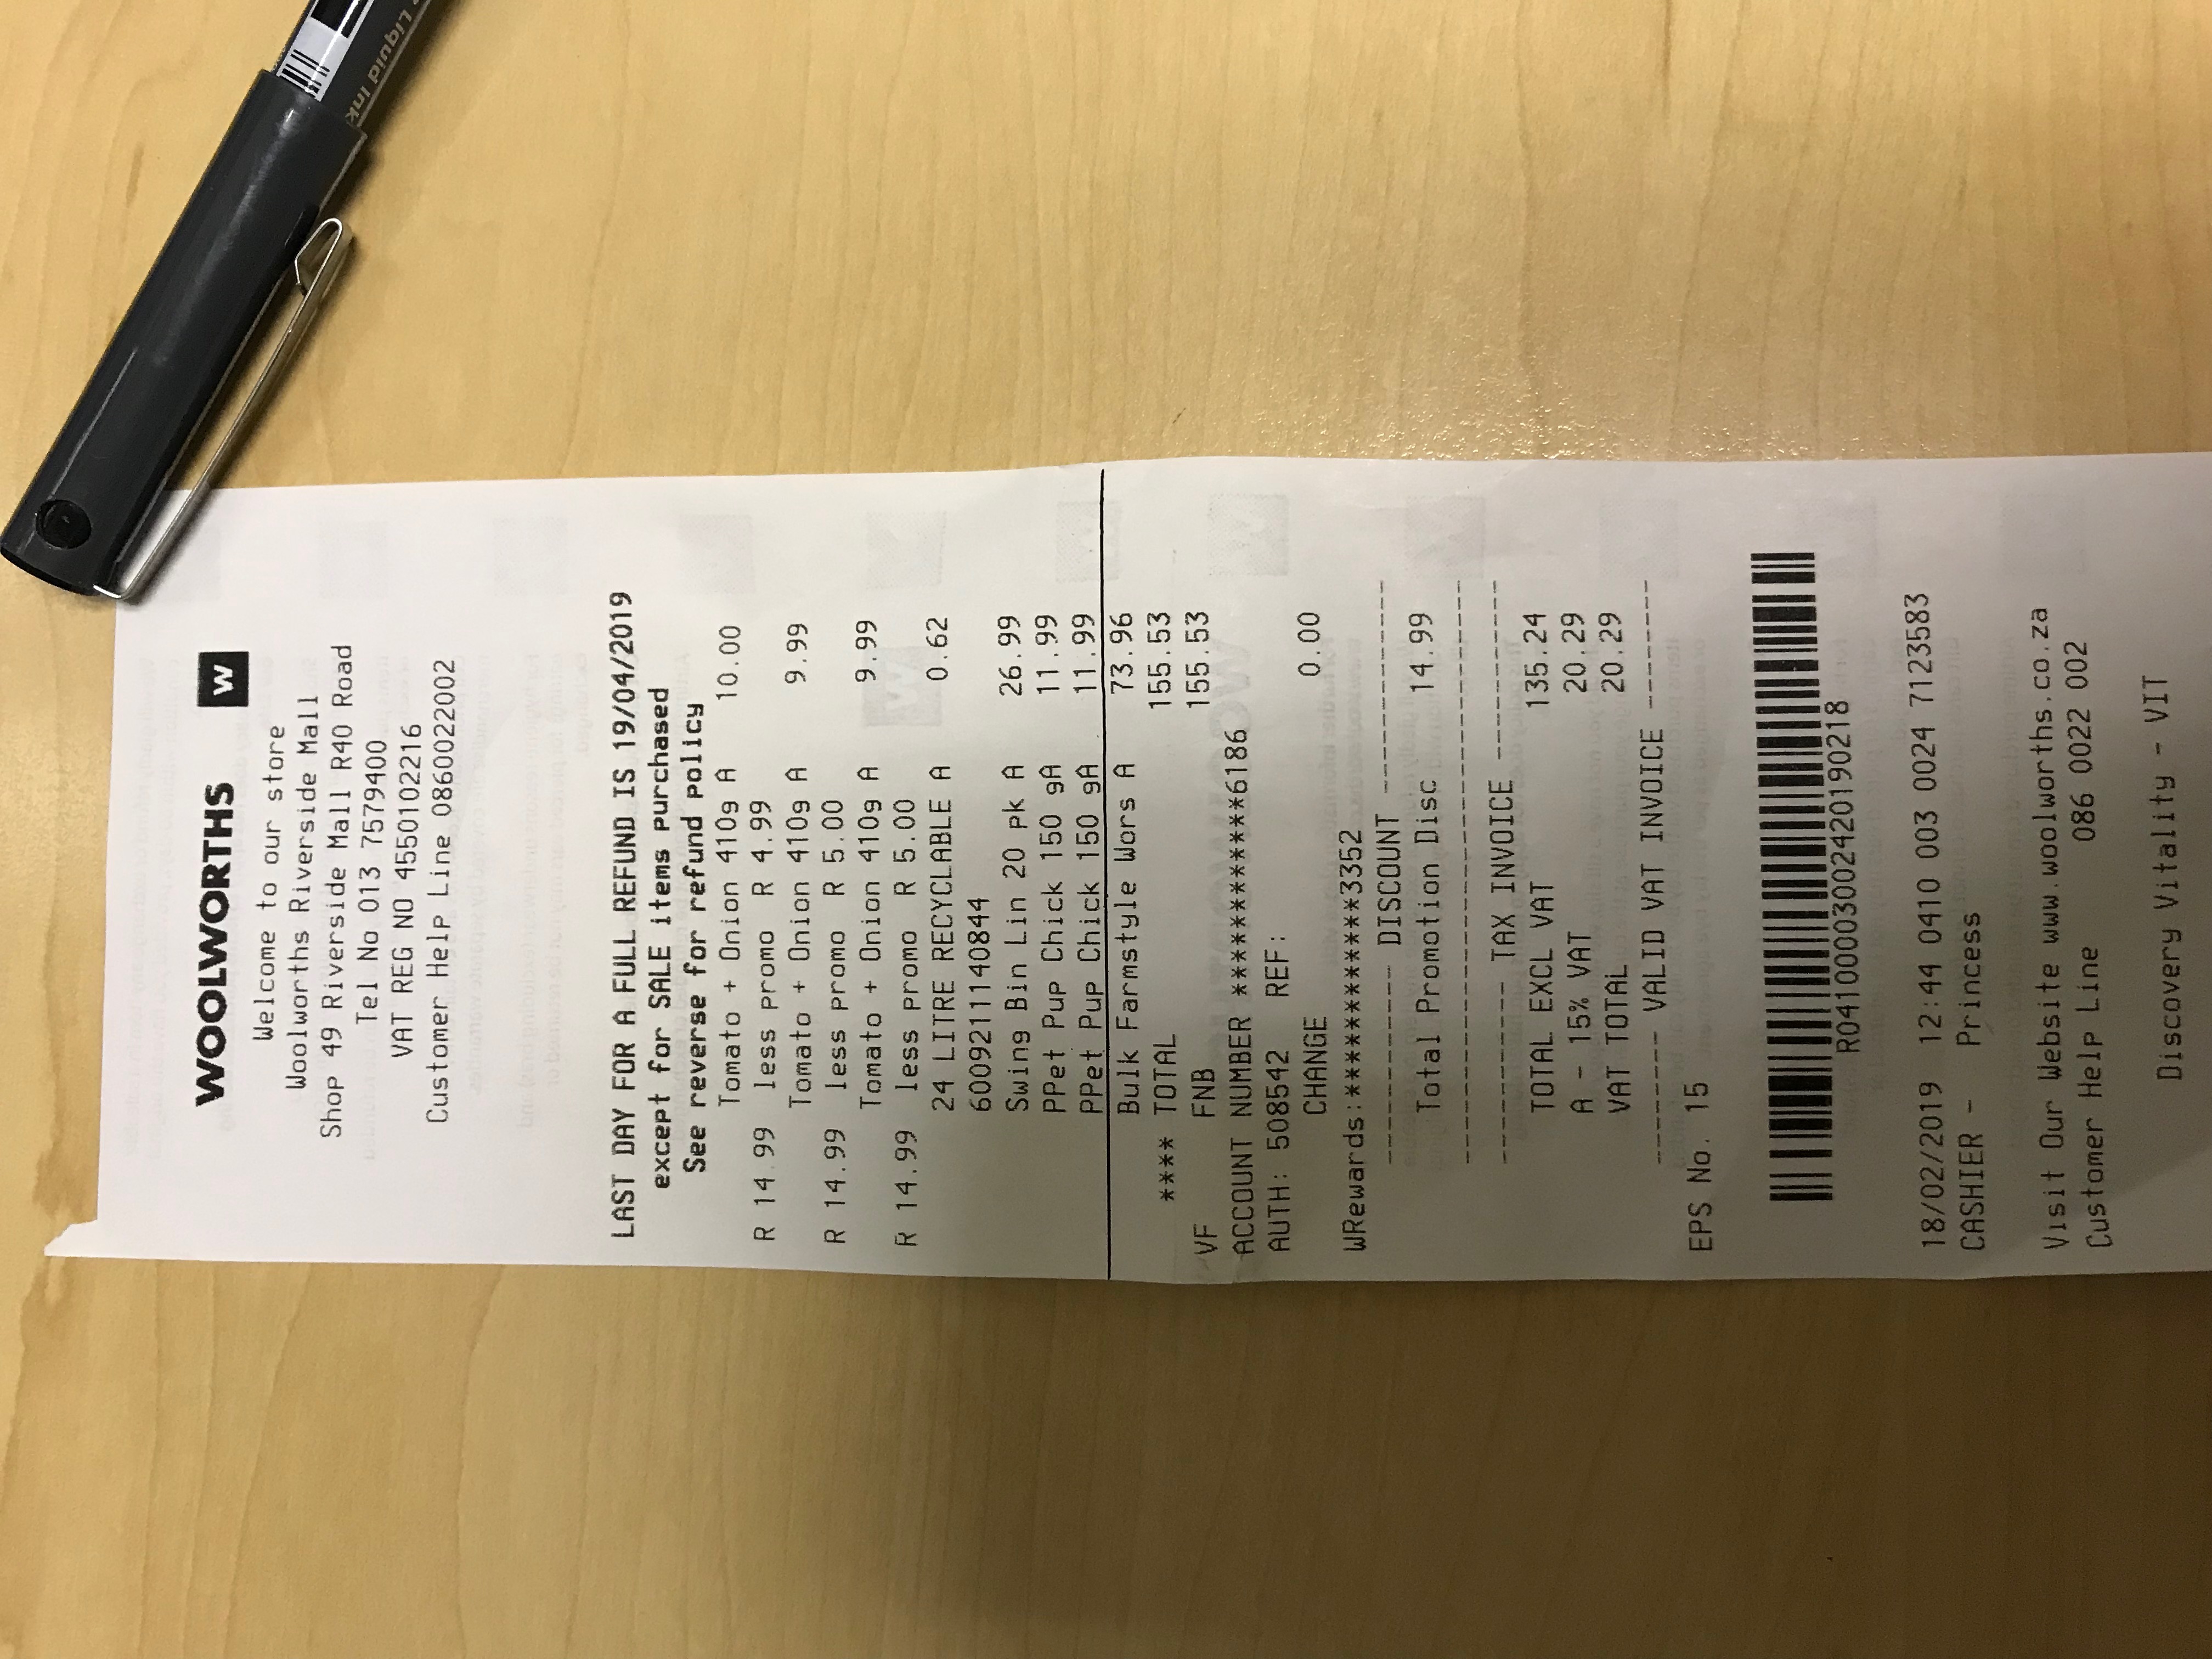 Liquid Ink
WOOLWORTHS W
Welcome to our store
Woolworths Riverside Mall
Shop 49 Riverside Mall R40 Road
Tel No 013 7579400
VAT REG NO 4550102216
Customer Help Line 0860022002
LAST DAY FOR A FULL REFUND IS 19/04/2019
except for SALE items purchased
See reverse for refund policy
Tomato + Onion 410g A 10.00
R 14.99 less promo R 4.99
Tomato + Onion 410g A 9.99
R 14.99 less promo R 5.00
Tomato + Onion 410g A 9.99
R 14.99 less promo R 5.00
24 LITRE RECYCLABLE A 0.62
6009211140844
Swing Bin Lin 20 pk A 26.99
PPet Pup Chick 150 gA 11.99
PPet Pup Chick 150 gA 11.99
Bulk Farmstyle Wors A 73.96
**** TOTAL 155.53
VF FNB 155.53
ACCOUNT NUMBER ***************6186
AUTH: 508542 REF:
CHANGE 0.00
WRewards:***************3352
------------ DISCOUNT ------------
Total Promotion Disc 14.99
----------------------------------
---------- TAX INVOICE -----------
TOTAL EXCL VAT 135.24
A - 15% VAT 20.29
VAT TOTAL 20.29
------- VALID VAT INVOICE --------
EPS No. 15
R0410000300242019021​8
18/02/2019 12:44 0410 003 0024 7123583
CASHIER - Princess
Visit Our Website www.woolworths.co.za
Customer Help Line 086 0022 002
Discovery Vitality - VIT